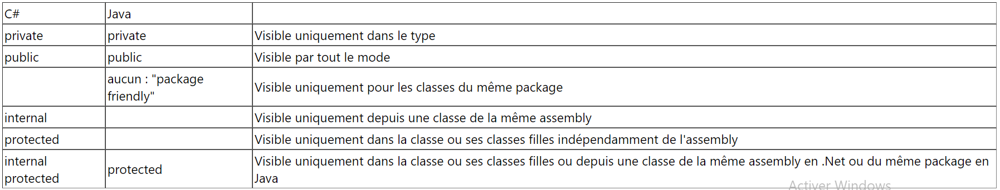 C# Java
private private Visible uniquement dans le type
public public Visible par tout le mode
aucun : "package
friendly"
Visible uniquement pour les classes du même package
internal Visible uniquement depuis une classe de la même assembly
protected Visible uniquement dans la classe ou ses classes filles indépendamment de l'assembly
internal
protected
protected
Visible uniquement dans la classe ou ses classes filles ou depuis une classe de la même assembly en .Net ou du même package en
Java
Activer Windows